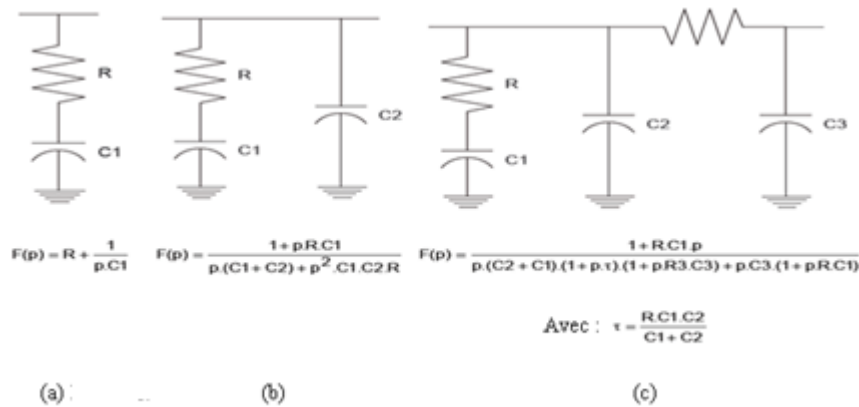 R
C1
R
C1
C2
R
C1
C2
C3
F(p) = R + 1/p.C1
F(p) = 1 + p.R.C1/p.(C1 + C2) + p².C1.C2.R
F(p) = 1 + R.C1.p/p.(C2 + C1).(1 + p.τ).(1 + p.R3.C3) + p.C3.(1 + p.R.C1)
Avec : τ = R.C1.C2/C1 + C2
(a)
(b)
(c)